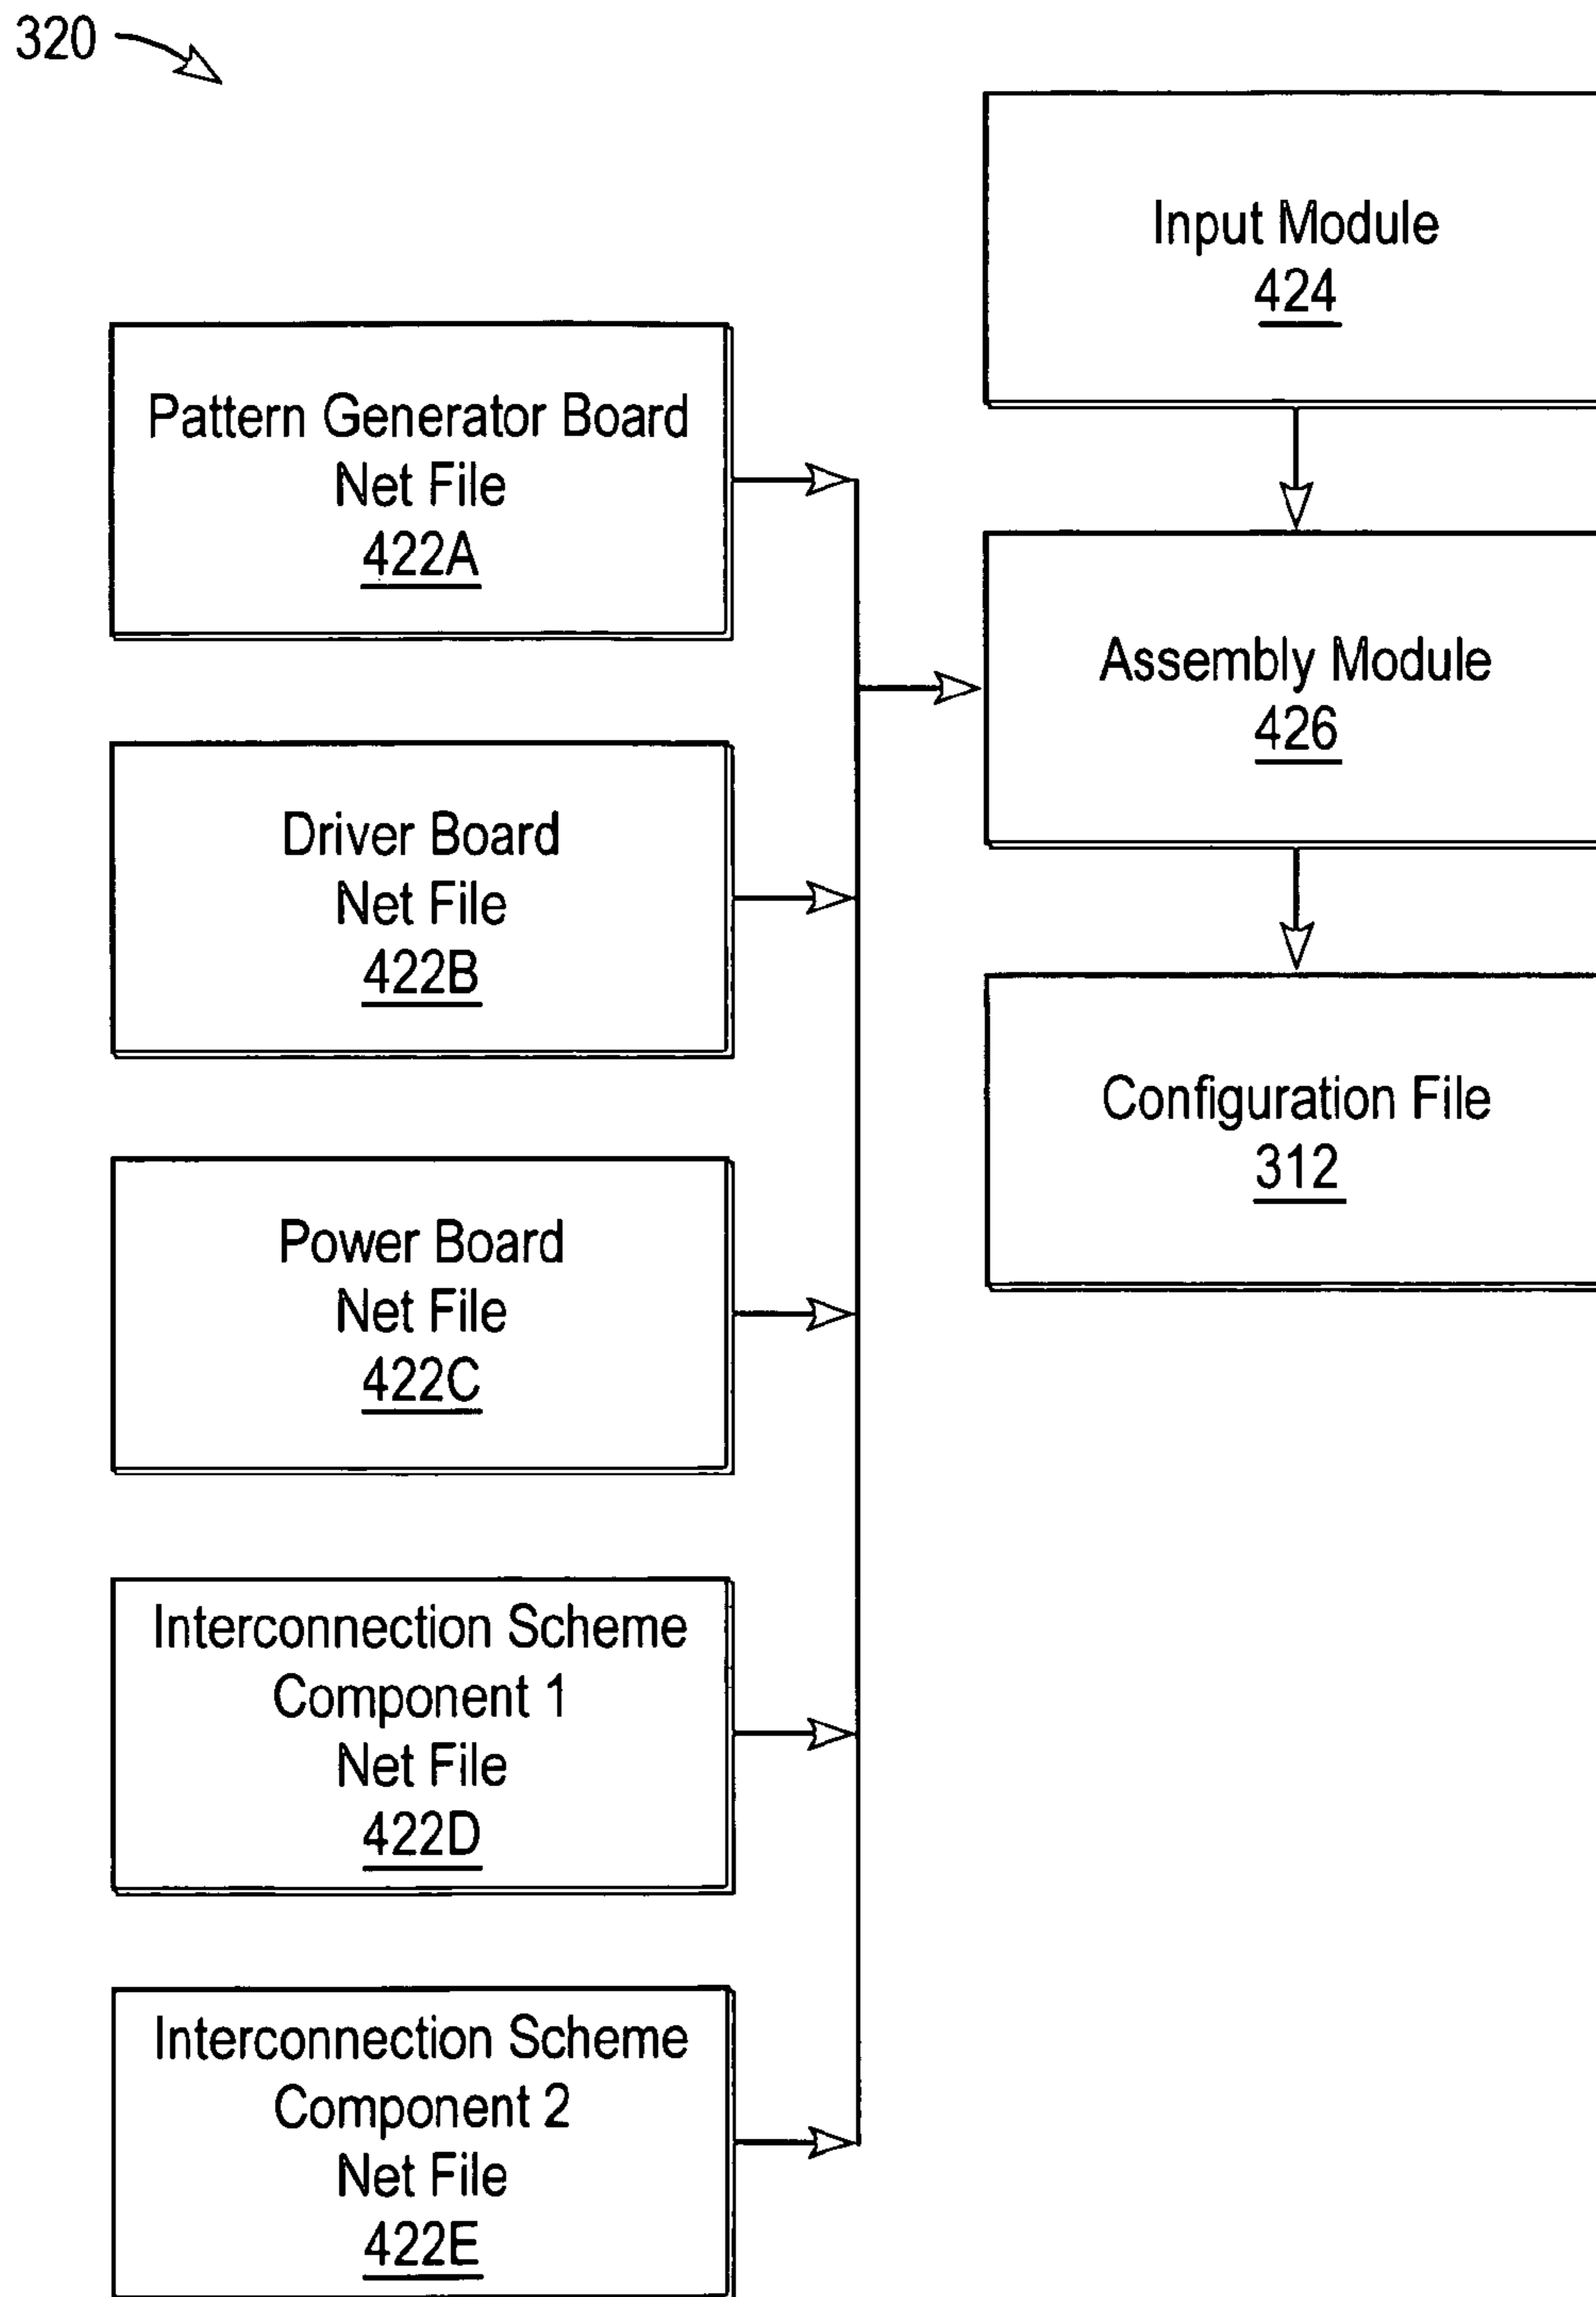 320
Input Module
424
Pattern Generator Board
Net File
422A
Assembly Module
426
Driver Board
Net File
422B
Configuration File
312
Power Board
Net File
422C
Interconnection Scheme
Component 1
Net File
422D
Interconnection Scheme
Component 2
Net File
422E